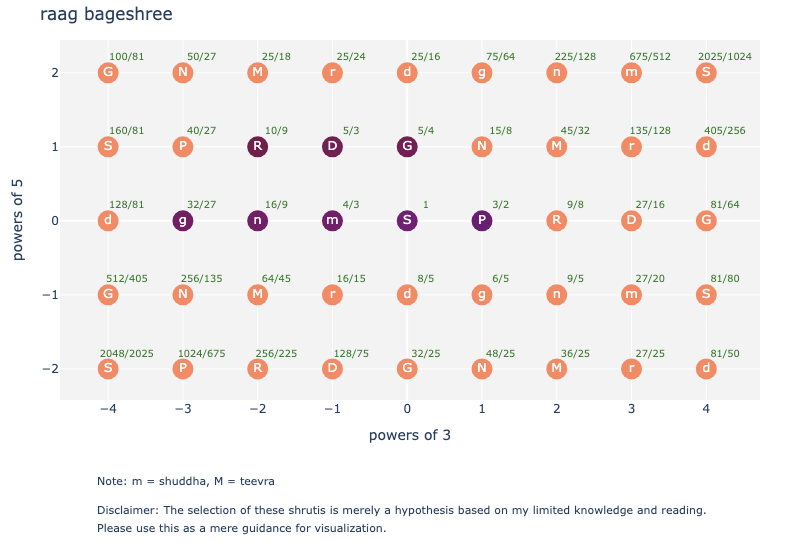 raag bageshree
100/81 50/27 25/18 25/24 25/16 75/64 225/128 675/512 2025/1024
2 G N M r d g n m S
160/81 40/27 10/9 5/3 5/4 15/8 45/32 135/128 405/256
1 S P R D G N M r d
128/81 32/27 16/9 4/3 1 3/2 9/8 27/16 81/64
0 d g n m S P R D G
512/405 256/135 64/45 16/15 8/5 6/5 9/5 27/20 81/80
−1 G N M r d g n m S
2048/2025 1024/675 256/225 128/75 32/25 48/25 36/25 27/25 81/50
−2 S P R D G N M r d
−4 −3 −2 −1 0 1 2 3 4
powers of 5
powers of 3
Note: m = shuddha, M = teevra
Disclaimer: The selection of these shrutis is merely a hypothesis based on my limited knowledge and reading.
Please use this as a mere guidance for visualization.